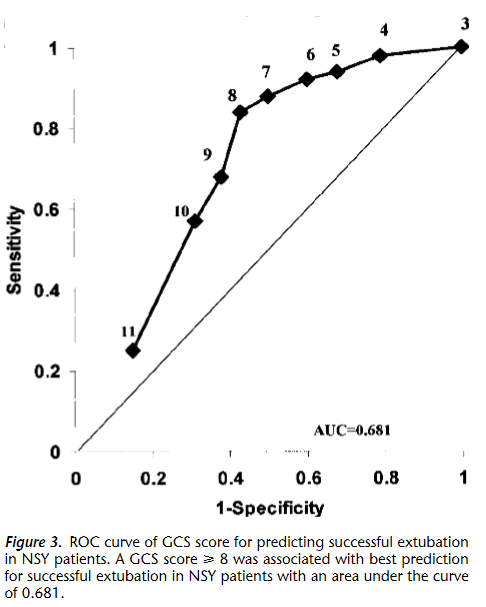 3
1
4
6 5
7
8
0.8
9
0.6
10
Sensitivity
0.4
11
0.2
AUC=0.681
0
0 0.2 0.4 0.6 0.8 1
1-Specificity
Figure 3. ROC curve of GCS score for predicting successful extubation
in NSY patients. A GCS score ⩾ 8 was associated with best prediction
for successful extubation in NSY patients with an area under the curve
of 0.681.